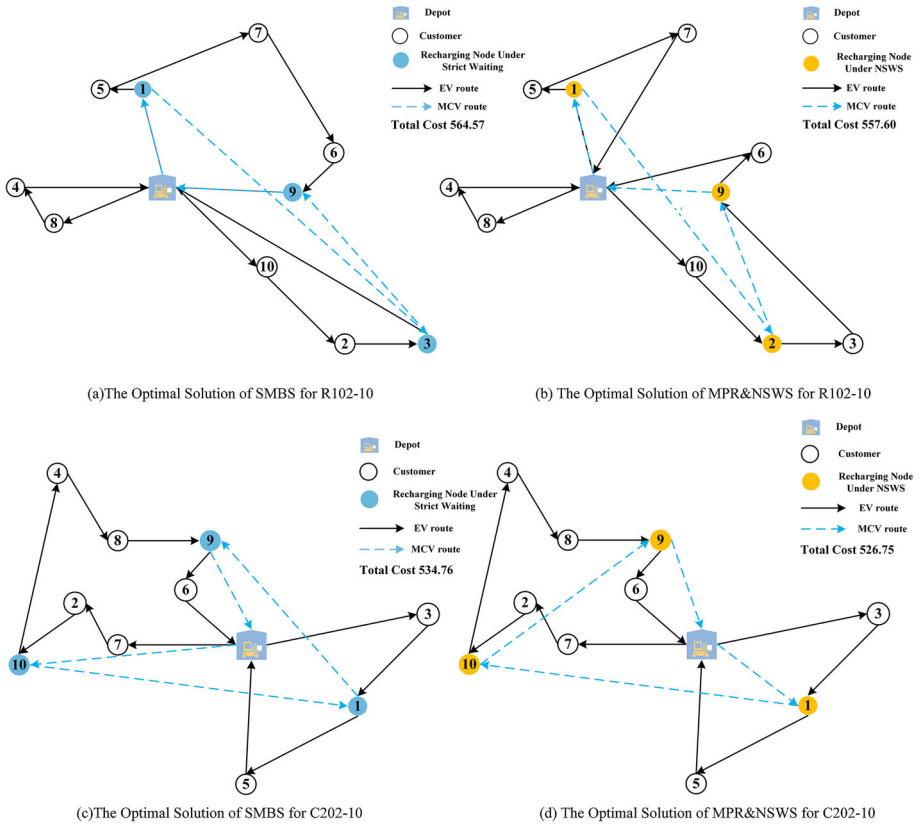 Depot
Customer
Recharging Node Under
Strict Waiting
EV route
MCV route
Total Cost 564.57
7
5
1
6
4
9
8
10
2
3
(a)The Optimal Solution of SMBS for R102-10
Depot
Customer
Recharging Node
Under NSWS
EV route
MCV route
Total Cost 557.60
7
5
1
6
4
9
8
10
2
3
(b) The Optimal Solution of MPR&NSWS for R102-10
Depot
Customer
Recharging Node Under
Strict Waiting
EV route
MCV route
Total Cost 534.76
4
8
9
6
2
3
7
10
1
5
(c)The Optimal Solution of SMBS for C202-10
Depot
Customer
Recharging Node
Under NSWS
EV route
MCV route
Total Cost 526.75
4
8
9
6
2
3
7
10
1
5
(d) The Optimal Solution of MPR&NSWS for C202-10